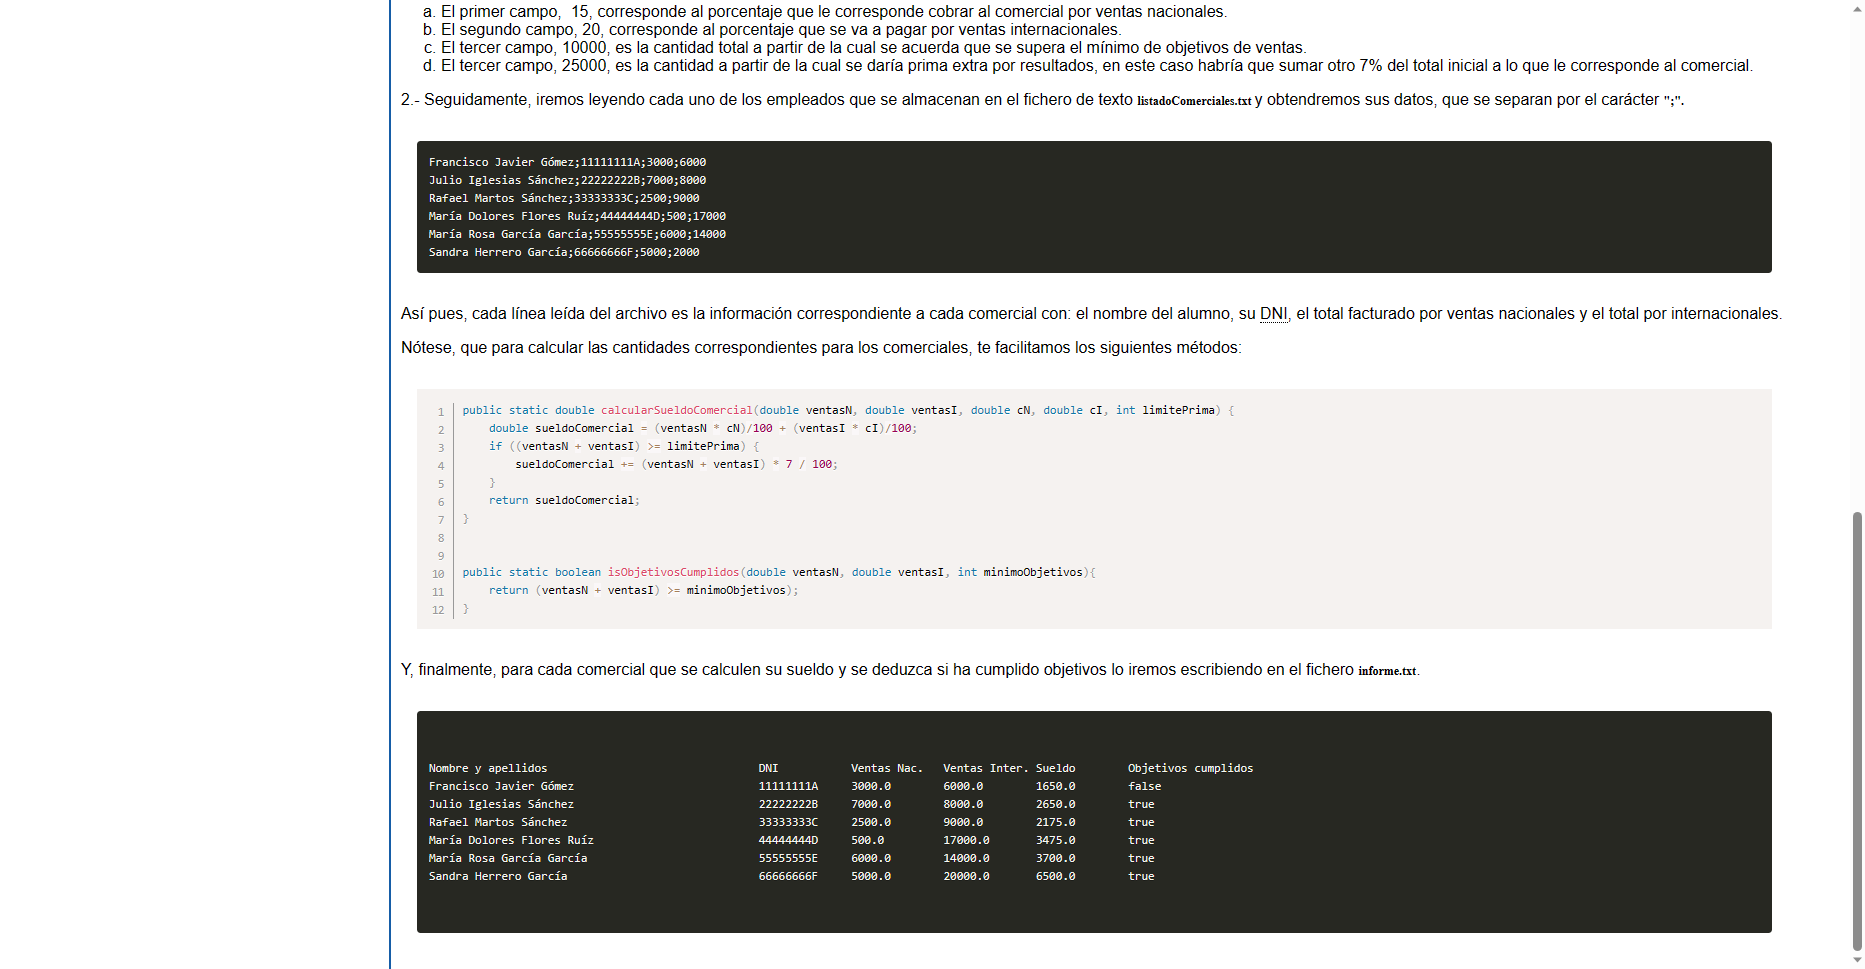 a. El primer campo,  15, corresponde al porcentaje que le corresponde cobrar al comercial por ventas nacionales.
b. El segundo campo, 20, corresponde al porcentaje que se va a pagar por ventas internacionales.
c. El tercer campo, 10000, es la cantidad total a partir de la cual se acuerda que se supera el mínimo de objetivos de ventas.
d. El tercer campo, 25000, es la cantidad a partir de la cual se daría prima extra por resultados, en este caso habría que sumar otro 7% del total inicial a lo que le corresponde al comercial.
2.- Seguidamente, iremos leyendo cada uno de los empleados que se almacenan en el fichero de texto listadoComerciales.txt y obtendremos sus datos, que se separan por el carácter ";".
Francisco Javier Gómez;11111111A;3000;6000
Julio Iglesias Sánchez;22222222B;7000;8000
Rafael Martos Sánchez;33333333C;2500;9000
María Dolores Flores Ruíz;44444444D;500;17000
María Rosa García García;55555555E;6000;14000
Sandra Herrero García;66666666F;5000;2000
Así pues, cada línea leída del archivo es la información correspondiente a cada comercial con: el nombre del alumno, su DNI, el total facturado por ventas nacionales y el total por internacionales.
Nótese, que para calcular las cantidades correspondientes para los comerciales, te facilitamos los siguientes métodos:
1 public static double calcularSueldoComercial(double ventasN, double ventasI, double cN, double cI, int limitePrima) {
2     double sueldoComercial = (ventasN * cN)/100 + (ventasI * cI)/100;
3     if ((ventasN + ventasI) >= limitePrima) {
4         sueldoComercial += (ventasN + ventasI) * 7 / 100;
5     }
6     return sueldoComercial;
7 }
8
9
10 public static boolean isObjetivosCumplidos(double ventasN, double ventasI, int minimoObjetivos){
11     return (ventasN + ventasI) >= minimoObjetivos);
12 }
Y, finalmente, para cada comercial que se calculen su sueldo y se deduzca si ha cumplido objetivos lo iremos escribiendo en el fichero informe.txt.
Nombre y apellidos DNI Ventas Nac. Ventas Inter. Sueldo Objetivos cumplidos
Francisco Javier Gómez 11111111A 3000.0 6000.0 1650.0 false
Julio Iglesias Sánchez 22222222B 7000.0 8000.0 2650.0 true
Rafael Martos Sánchez 33333333C 2500.0 9000.0 2175.0 true
María Dolores Flores Ruíz 44444444D 500.0 17000.0 3475.0 true
María Rosa García García 55555555E 6000.0 14000.0 3700.0 true
Sandra Herrero García 66666666F 5000.0 20000.0 6500.0 true